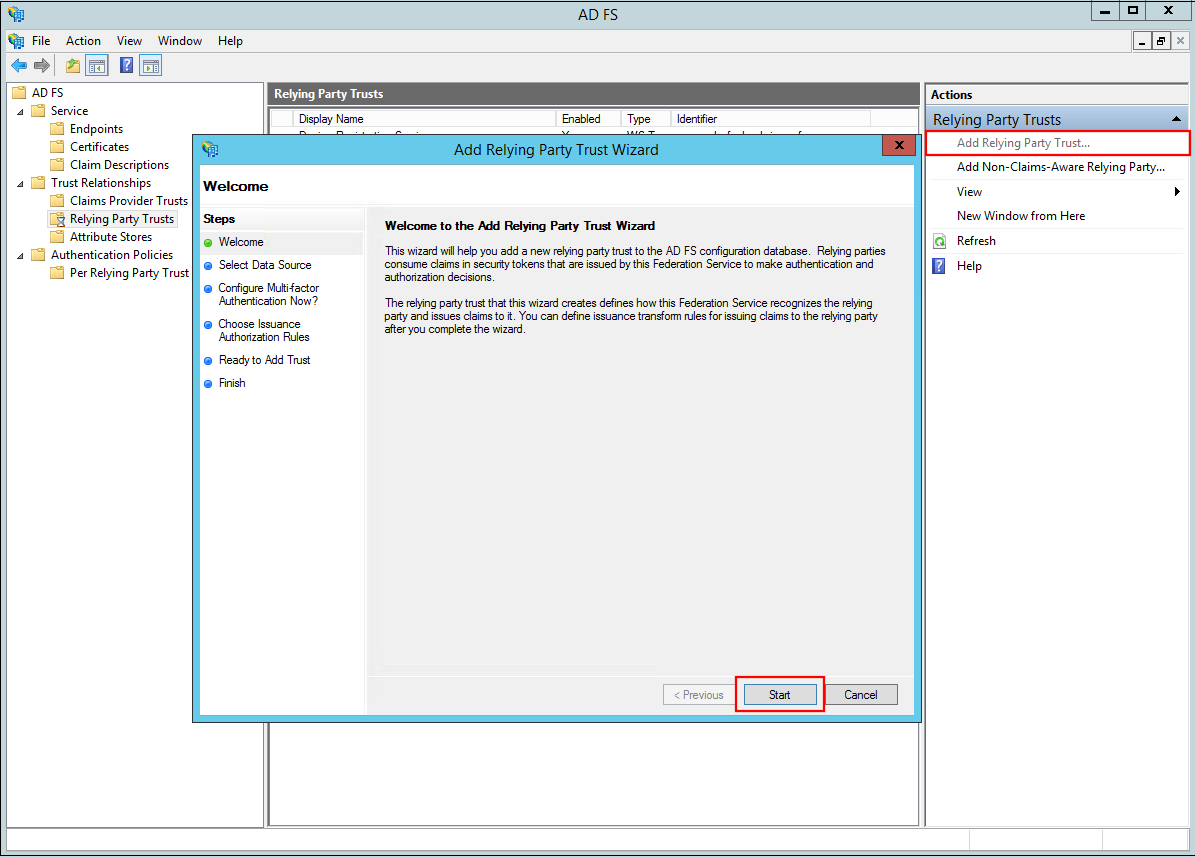 AD FS
File Action View Window Help
AD FS
Service
Endpoints
Certificates
Claim Descriptions
Trust Relationships
Claims Provider Trusts
Relying Party Trusts
Attribute Stores
Authentication Policies
Per Relying Party Trust
Relying Party Trusts
Display Name Enabled Type Identifier
Add Relying Party Trust Wizard
Welcome
Steps
Welcome
Select Data Source
Configure Multi-factor
Authentication Now?
Choose Issuance
Authorization Rules
Ready to Add Trust
Finish
Welcome to the Add Relying Party Trust Wizard
This wizard will help you add a new relying party trust to the AD FS configuration database. Relying parties
consume claims in security tokens that are issued by this Federation Service to make authentication and
authorization decisions.
The relying party trust that this wizard creates defines how this Federation Service recognizes the relying
party and issues claims to it. You can define issuance transform rules for issuing claims to the relying party
after you complete the wizard.
< Previous
Start
Cancel
Actions
Relying Party Trusts
Add Relying Party Trust...
Add Non-Claims-Aware Relying Party...
View
New Window from Here
Refresh
Help